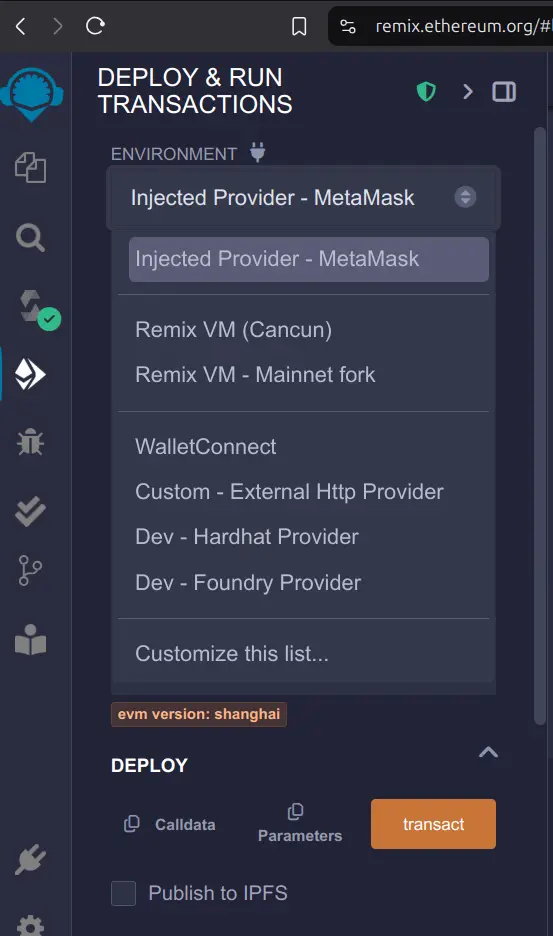 remix.ethereum.org/#
DEPLOY & RUN
TRANSACTIONS
ENVIRONMENT
Injected Provider - MetaMask
Injected Provider - MetaMask
Remix VM (Cancun)
Remix VM - Mainnet fork
WalletConnect
Custom - External Http Provider
Dev - Hardhat Provider
Dev - Foundry Provider
Customize this list...
evm version: shanghai
DEPLOY
Calldata
Parameters
transact
Publish to IPFS